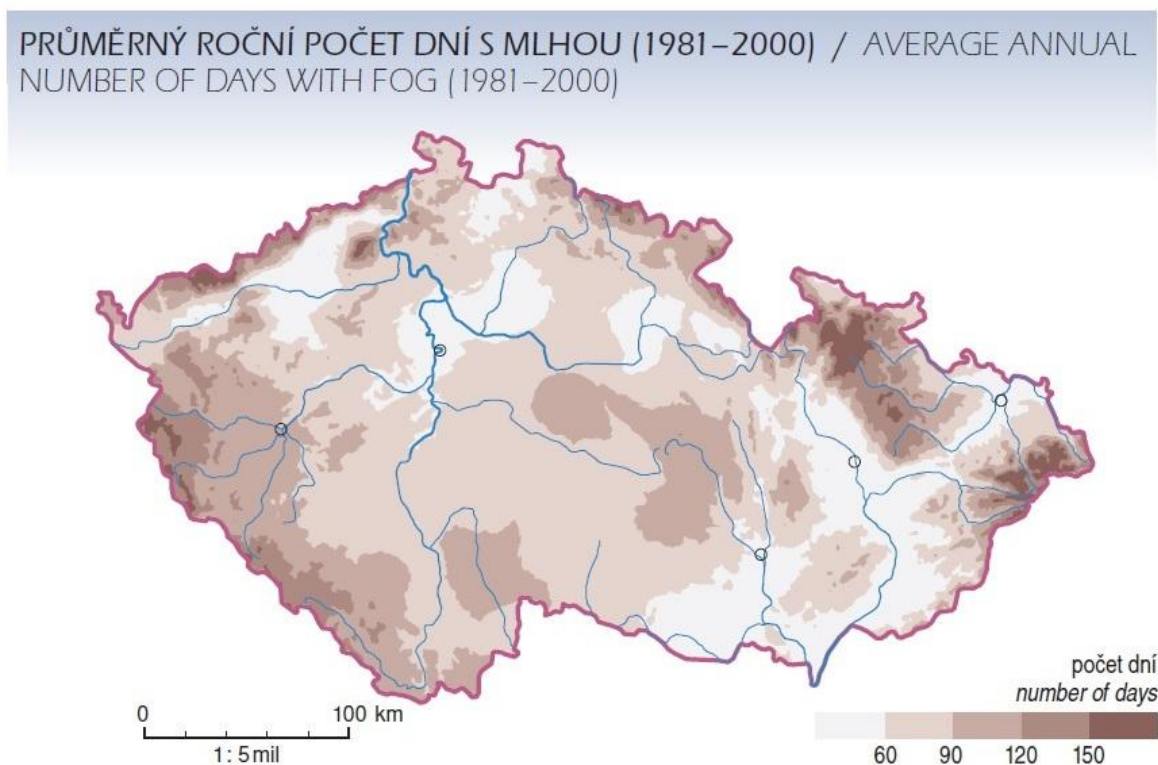 PRŮMĚRNÝ ROČNÍ POČET DNÍ S MLHOU (1981–2000) / AVERAGE ANNUAL
NUMBER OF DAYS WITH FOG (1981–2000)
počet dní
number of days
0 100 km
1 : 5 mil
60 90 120 150